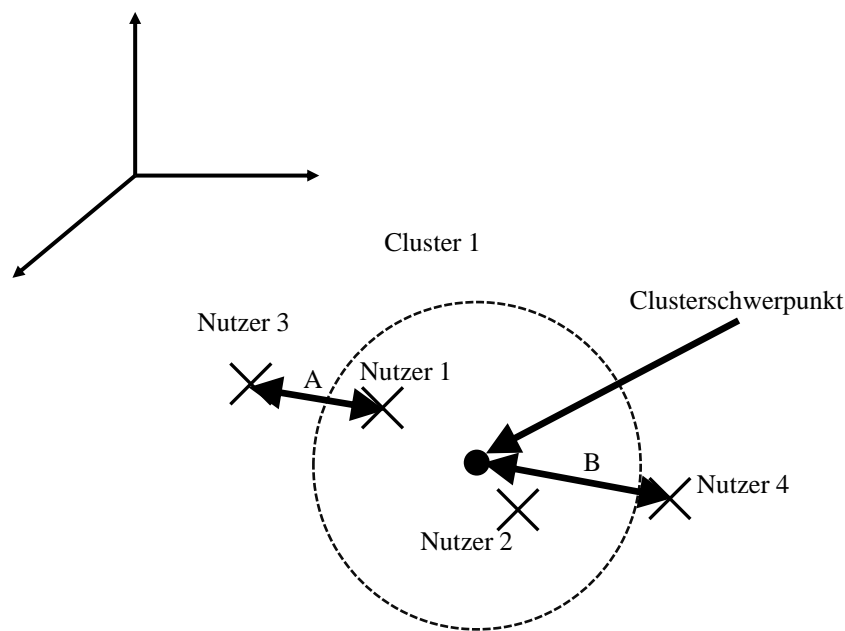 Cluster 1
Clusterschwerpunkt
Nutzer 3
Nutzer 1
A
B
Nutzer 4
Nutzer 2